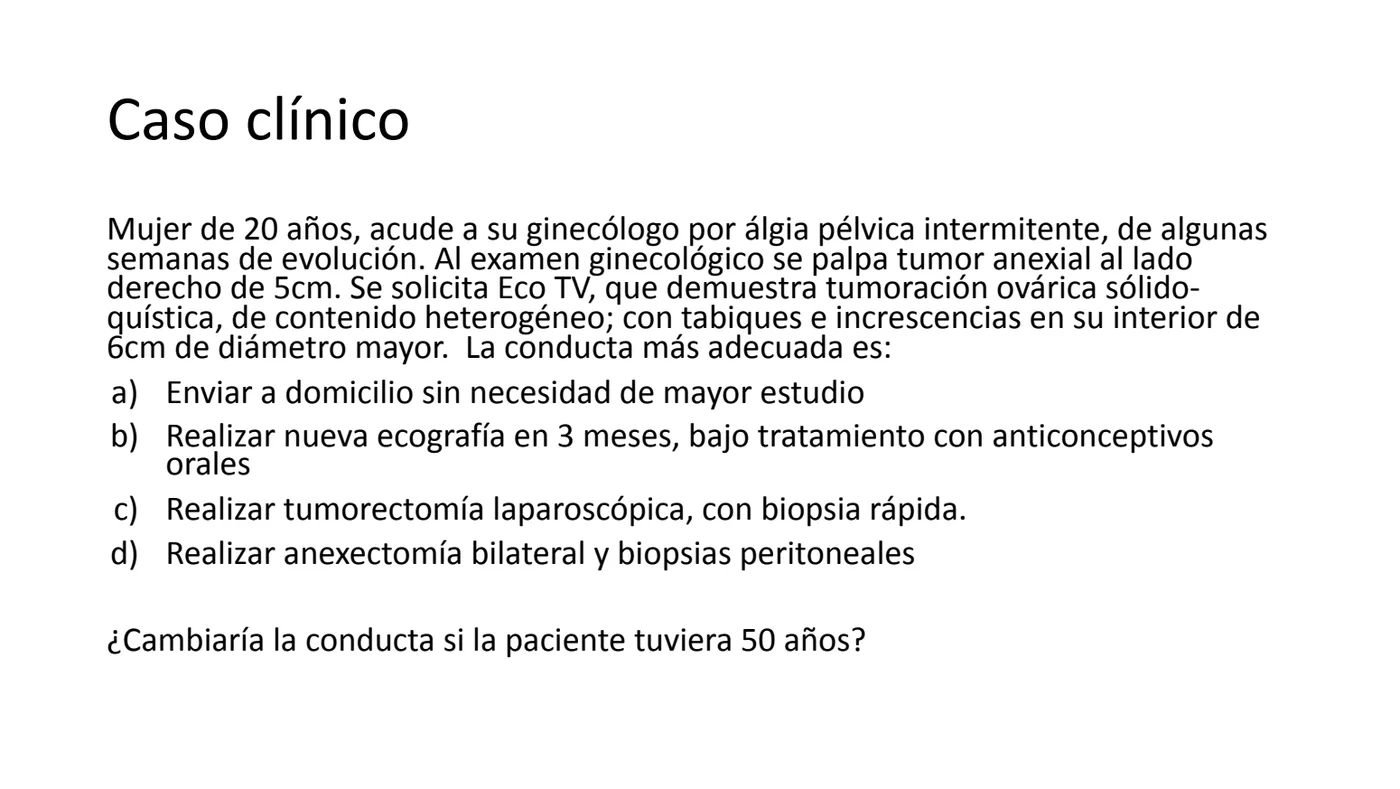 Caso clínico
Mujer de 20 años, acude a su ginecólogo por álgia pélvica intermitente, de algunas
semanas de evolución. Al examen ginecológico se palpa tumor anexial al lado
derecho de 5cm. Se solicita Eco TV, que demuestra tumoración ovárica sólido-
quística, de contenido heterogéneo; con tabiques e increscencias en su interior de
6cm de diámetro mayor.  La conducta más adecuada es:
a) Enviar a domicilio sin necesidad de mayor estudio
b) Realizar nueva ecografía en 3 meses, bajo tratamiento con anticonceptivos
orales
c) Realizar tumorectomía laparoscópica, con biopsia rápida.
d) Realizar anexectomía bilateral y biopsias peritoneales
¿Cambiaría la conducta si la paciente tuviera 50 años?